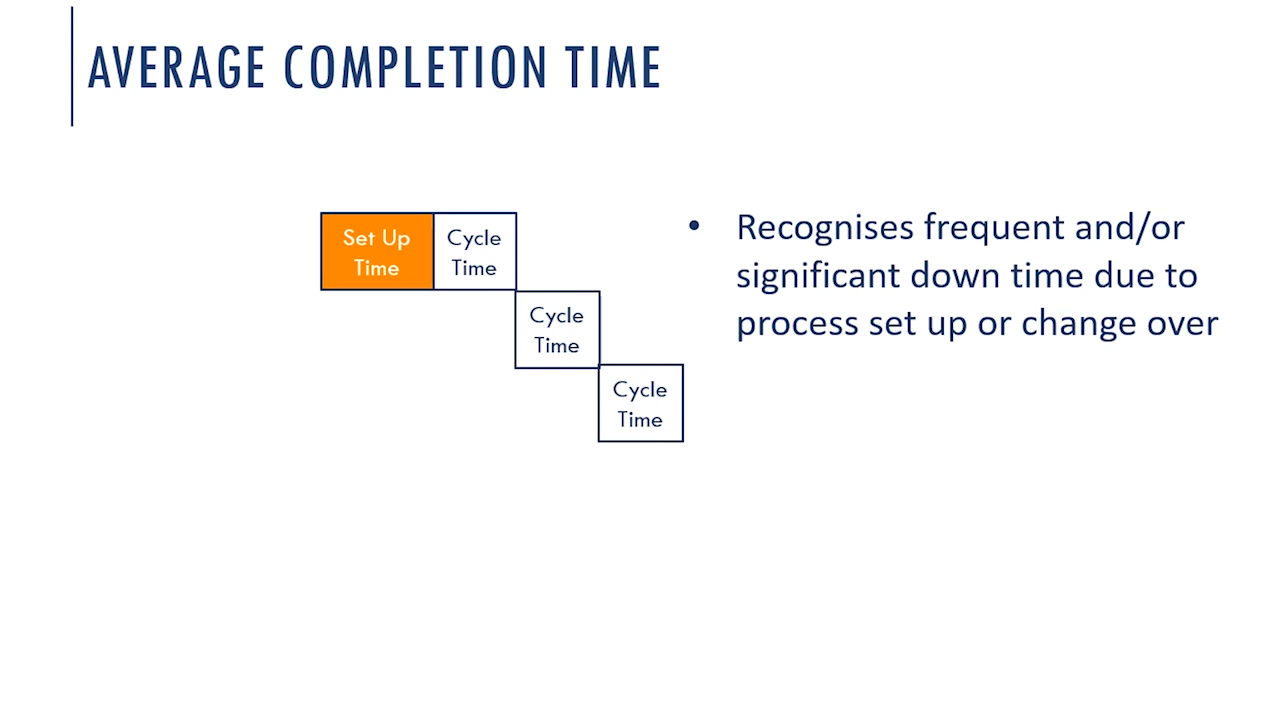 AVERAGE COMPLETION TIME
Set Up
Time
Cycle
Time
Cycle
Time
Cycle
Time
• Recognises frequent and/or
significant down time due to
process set up or change over